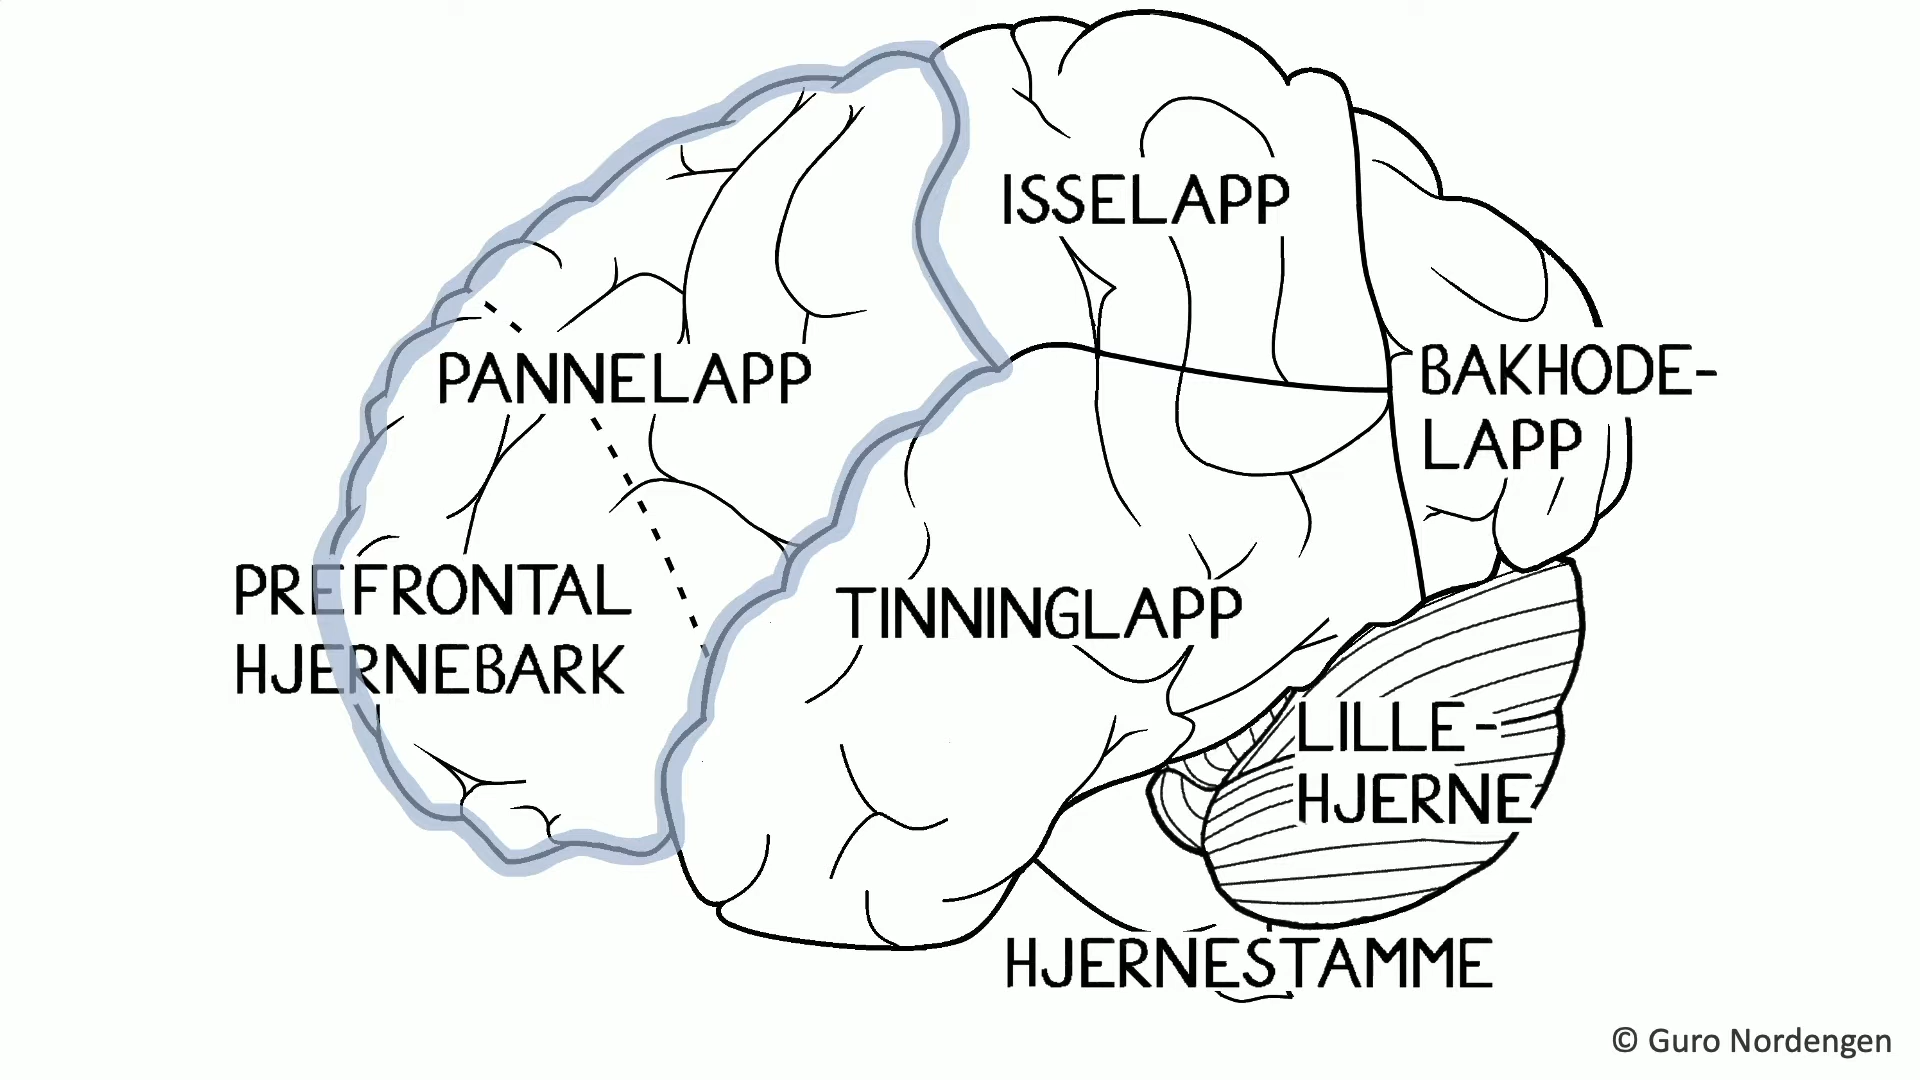 ISSELAPP
PANNELAPP
BAKHODE-
LAPP
PREFRONTAL
HJERNEBARK
TINNINGLAPP
LILLE-
HJERNE
HJERNESTAMME
© Guro Nordengen